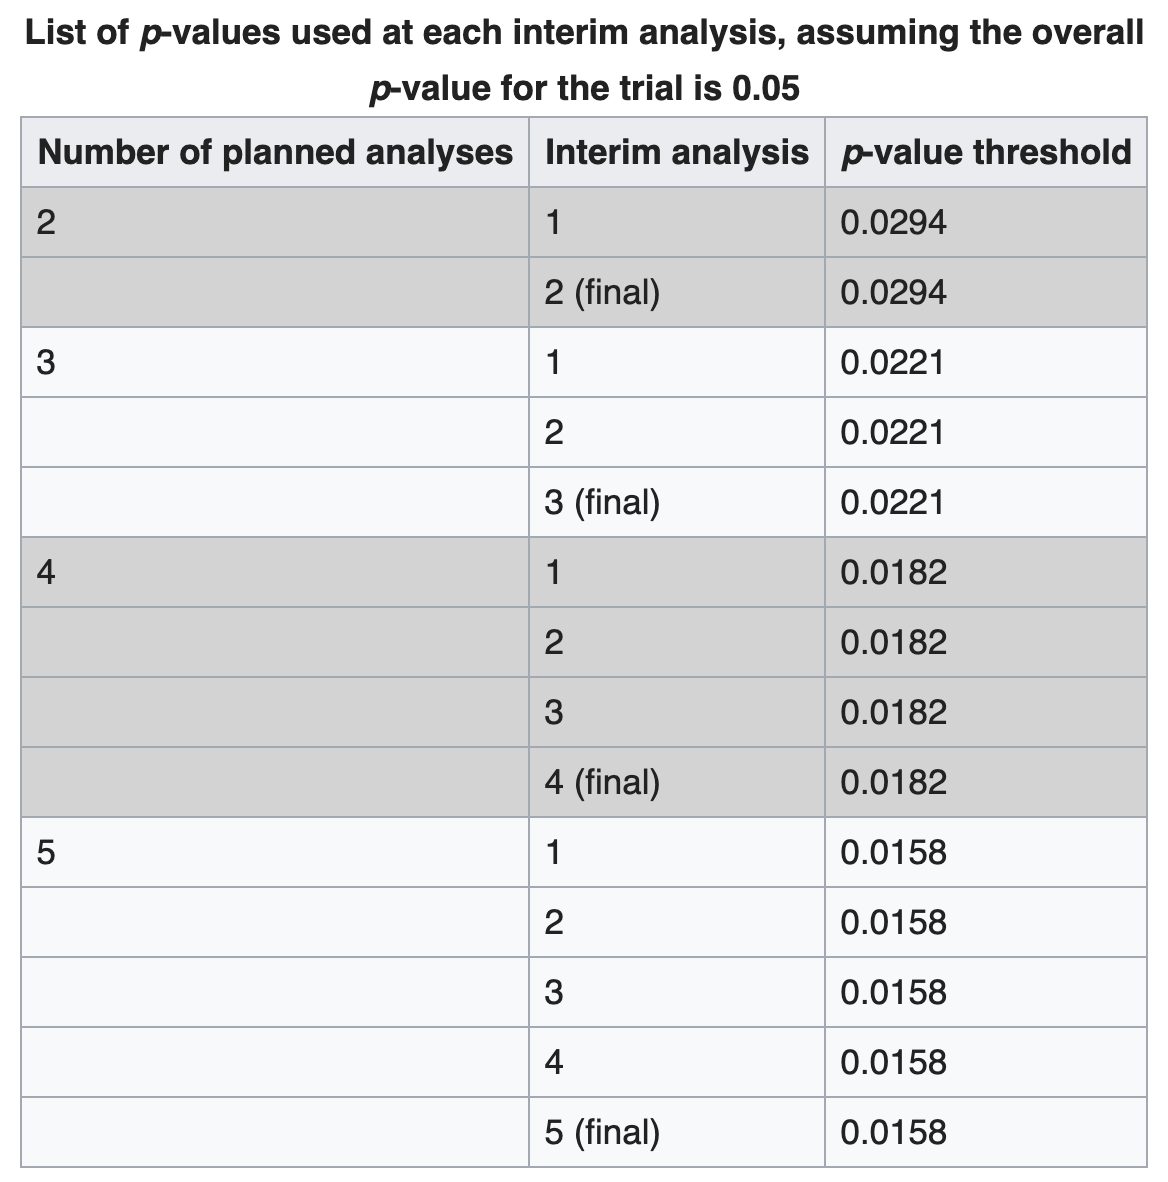 List of p-values used at each interim analysis, assuming the overall
p-value for the trial is 0.05
Number of planned analyses Interim analysis p-value threshold
2 1 0.0294
2 (final) 0.0294
3 1 0.0221
2 0.0221
3 (final) 0.0221
4 1 0.0182
2 0.0182
3 0.0182
4 (final) 0.0182
5 1 0.0158
2 0.0158
3 0.0158
4 0.0158
5 (final) 0.0158